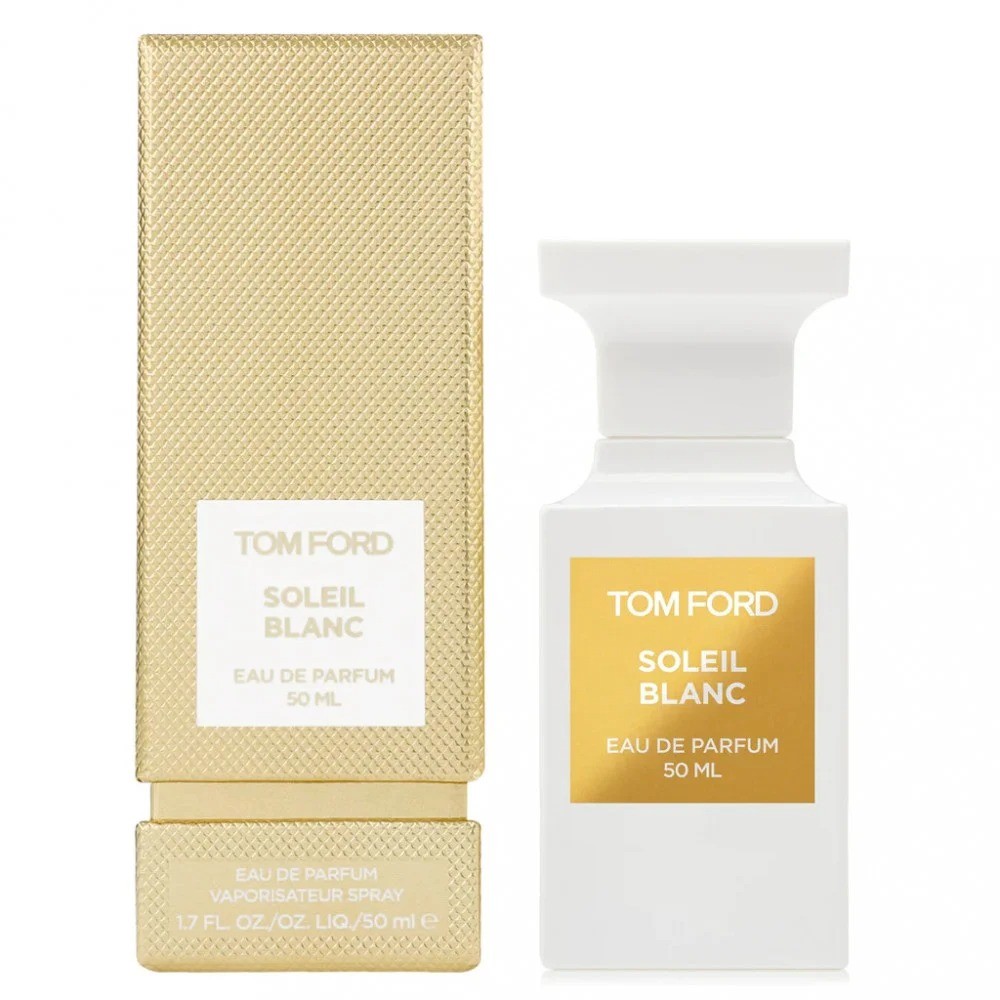 TOM FORD
SOLEIL
BLANC
EAU DE PARFUM
50 ML
EAU DE PARFUM
VAPORISATEUR SPRAY
1.7 FL. OZ./OZ. LIQ./50 ml ℮
TOM FORD
SOLEIL
BLANC
EAU DE PARFUM
50 ML